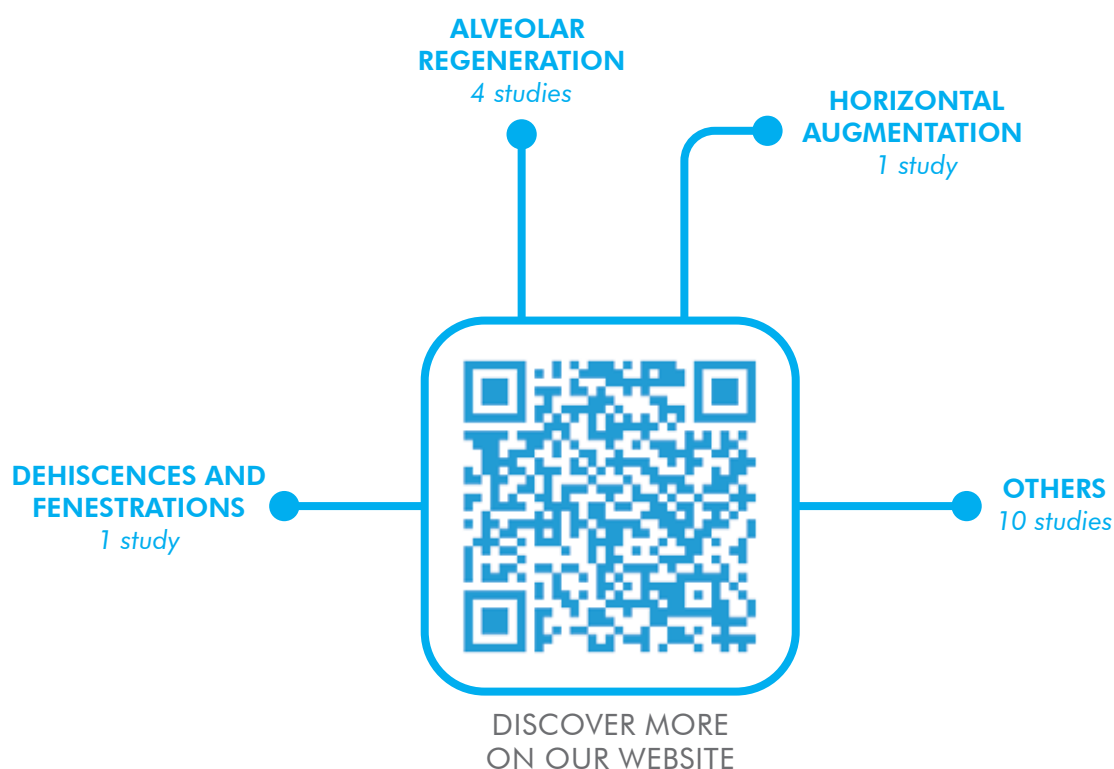 ALVEOLAR
REGENERATION
4 studies
HORIZONTAL
AUGMENTATION
1 study
DEHISCENCES AND
FENESTRATIONS
1 study
OTHERS
10 studies
DISCOVER MORE
ON OUR WEBSITE